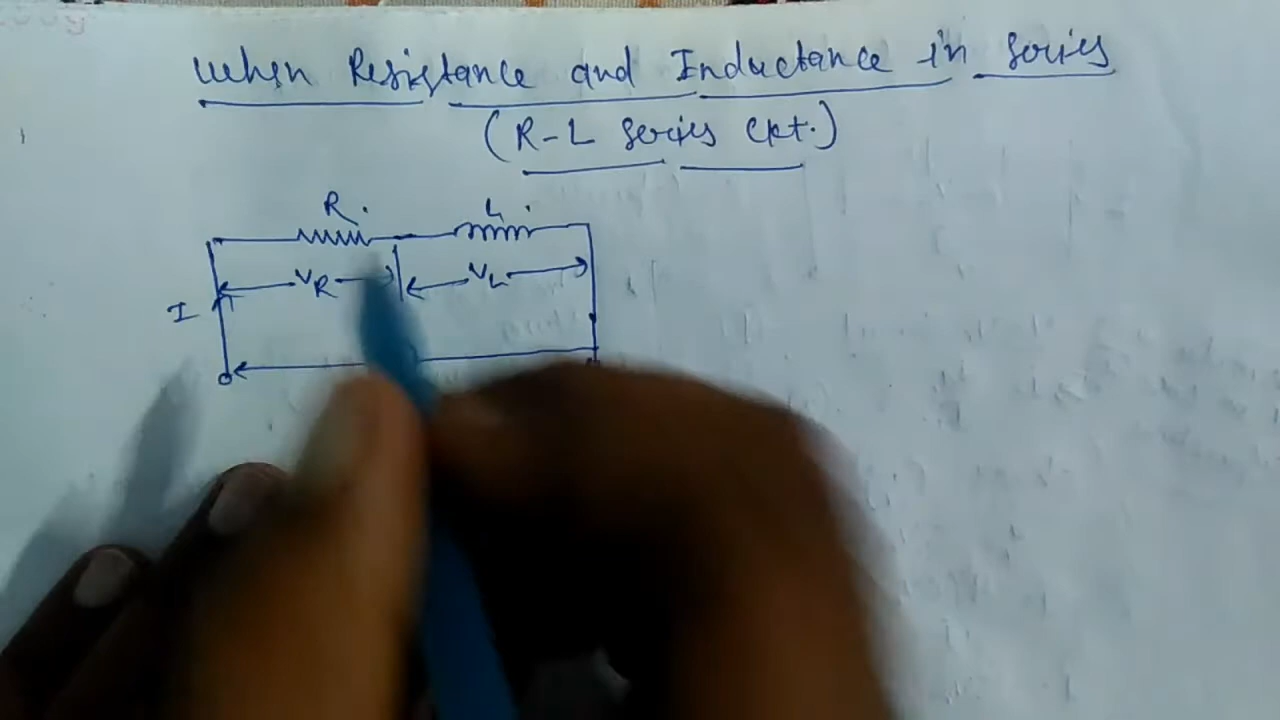 When Resistance and Inductance in series
(R-L series ckt.)
R.
L
VR
VL
I